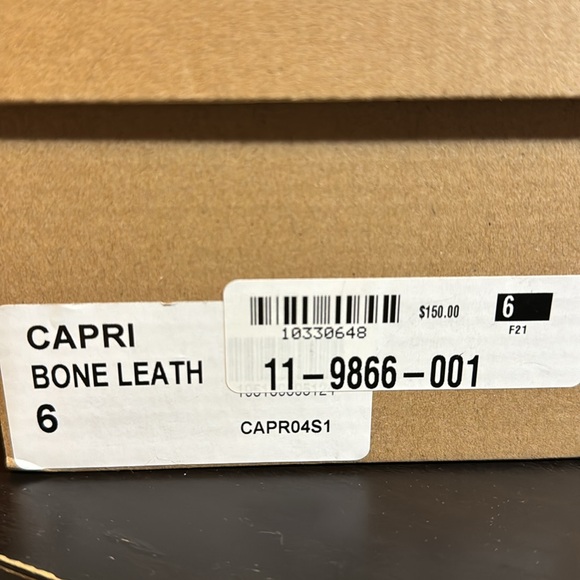 CAPRI
BONE LEATH
6
CAPR04S1
$150.00
6
F21
10330648
11-9866-001